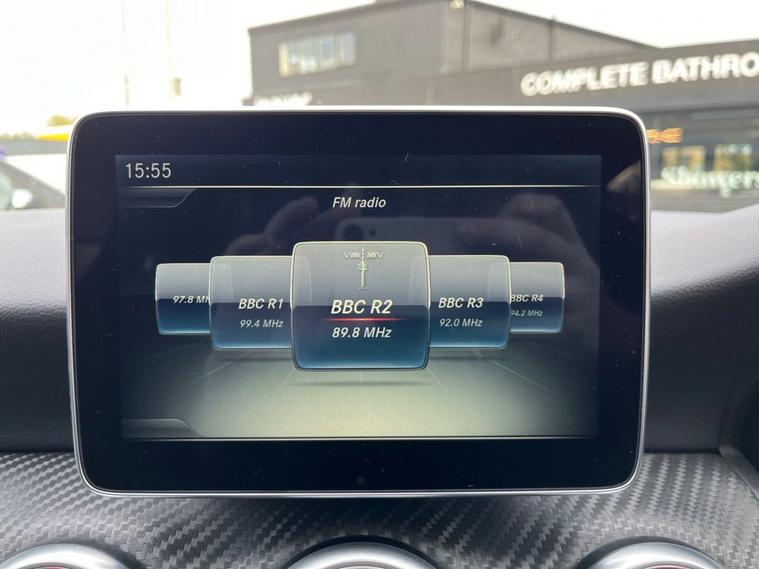 COMPLETE BATHRO
Showers
15:55
FM radio
97.8 MH
BBC R1
99.4 MHz
BBC R2
89.8 MHz
BBC R3
92.0 MHz
BBC R4
94.2 MHz